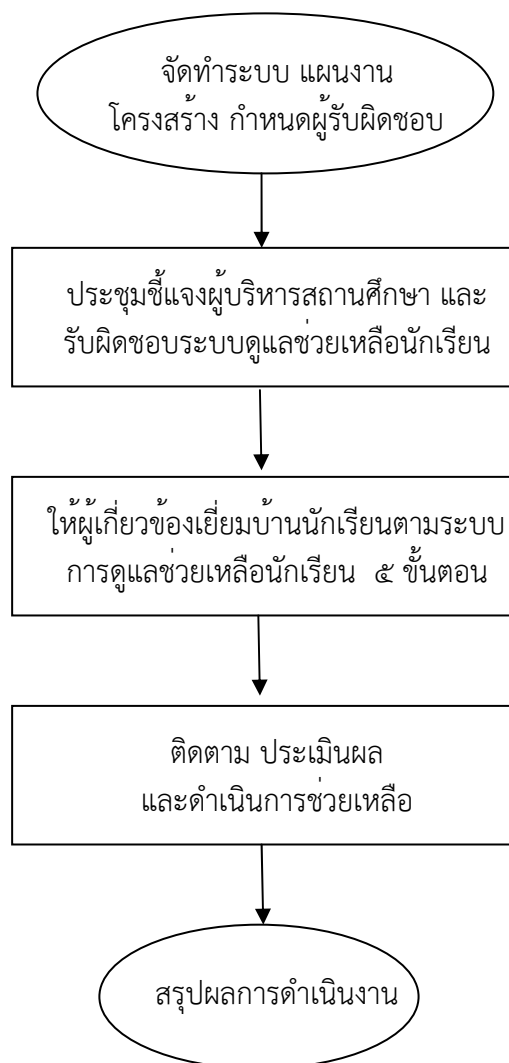 จัดทำระบบ แผนงาน
โครงสร้าง กำหนดผู้รับผิดชอบ
ประชุมชี้แจงผู้บริหารสถานศึกษา และ
รับผิดชอบระบบดูแลช่วยเหลือนักเรียน
ให้ผู้เกี่ยวข้องเยี่ยมบ้านนักเรียนตามระบบ
การดูแลช่วยเหลือนักเรียน ๕ ขั้นตอน
ติดตาม ประเมินผล
และดำเนินการช่วยเหลือ
สรุปผลการดำเนินงาน